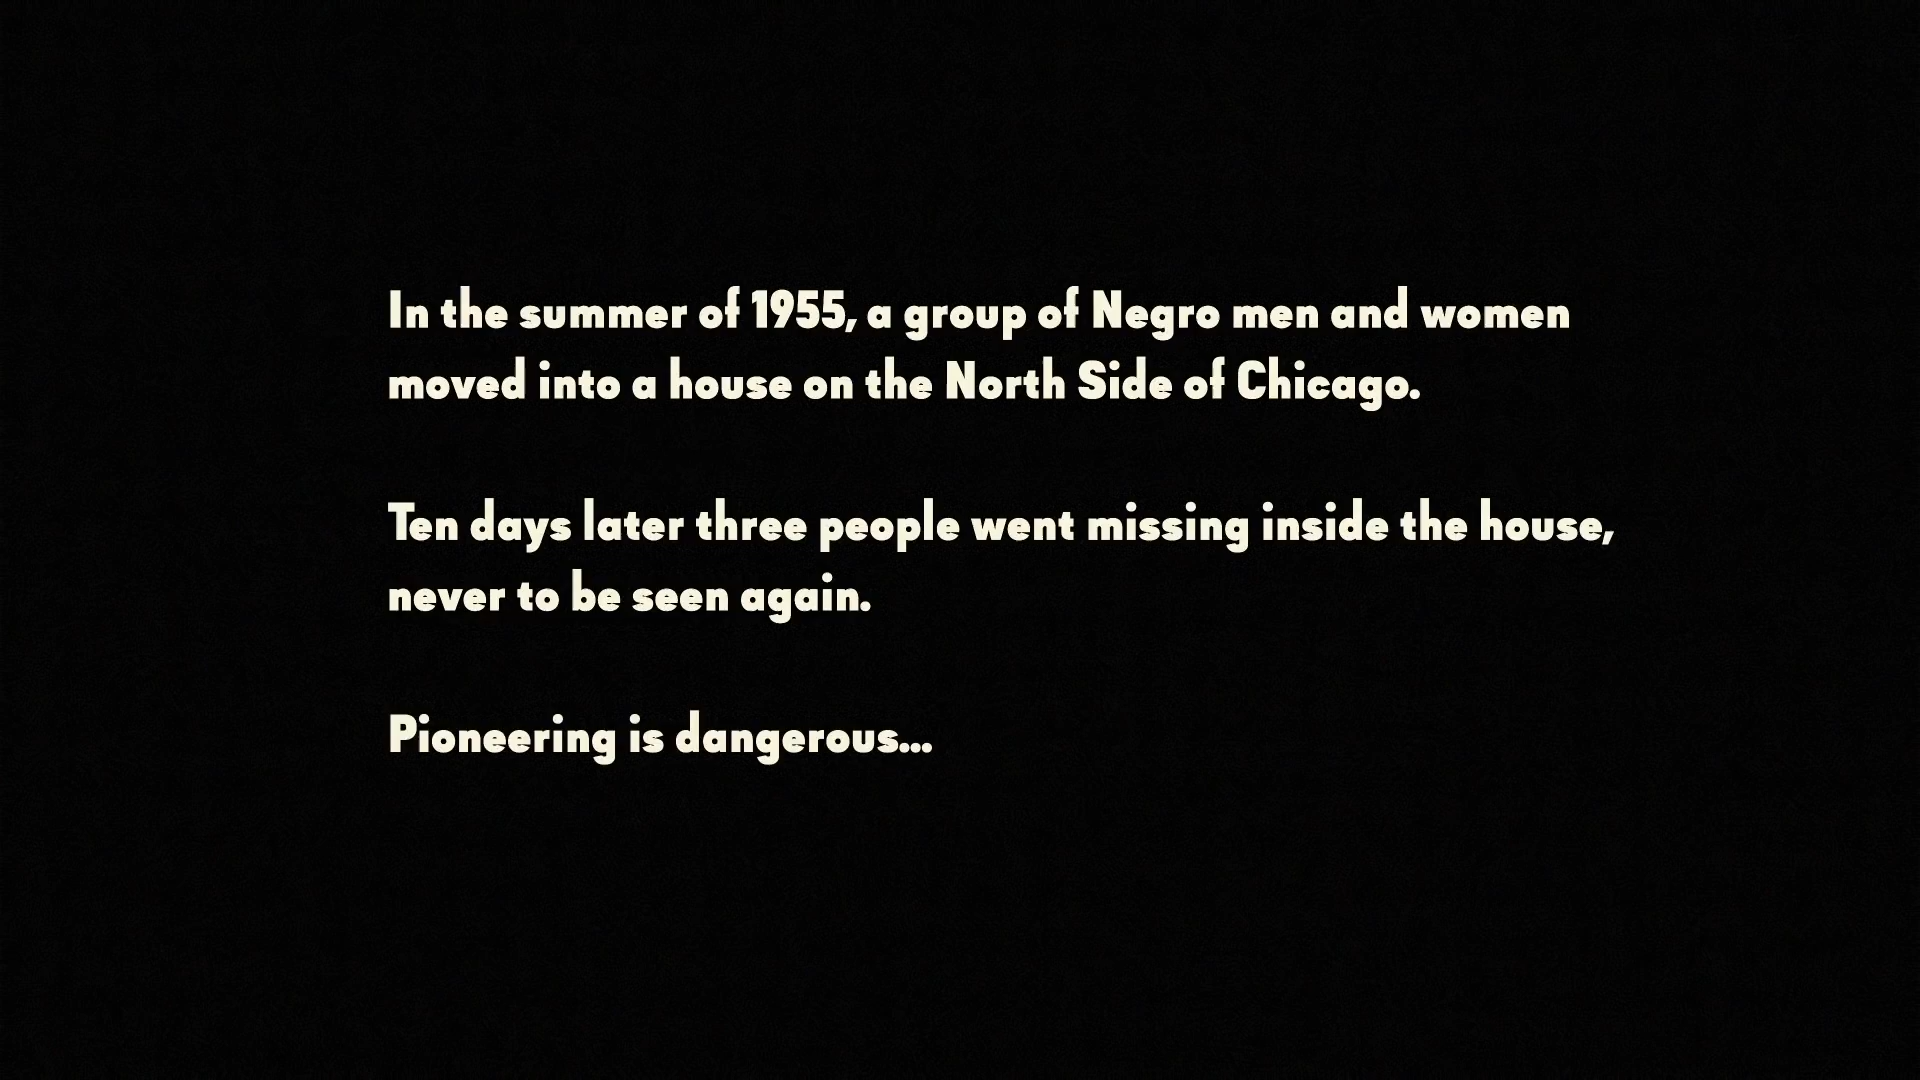 In the summer of 1955, a group of Negro men and women
moved into a house on the North Side of Chicago.
Ten days later three people went missing inside the house,
never to be seen again.
Pioneering is dangerous...